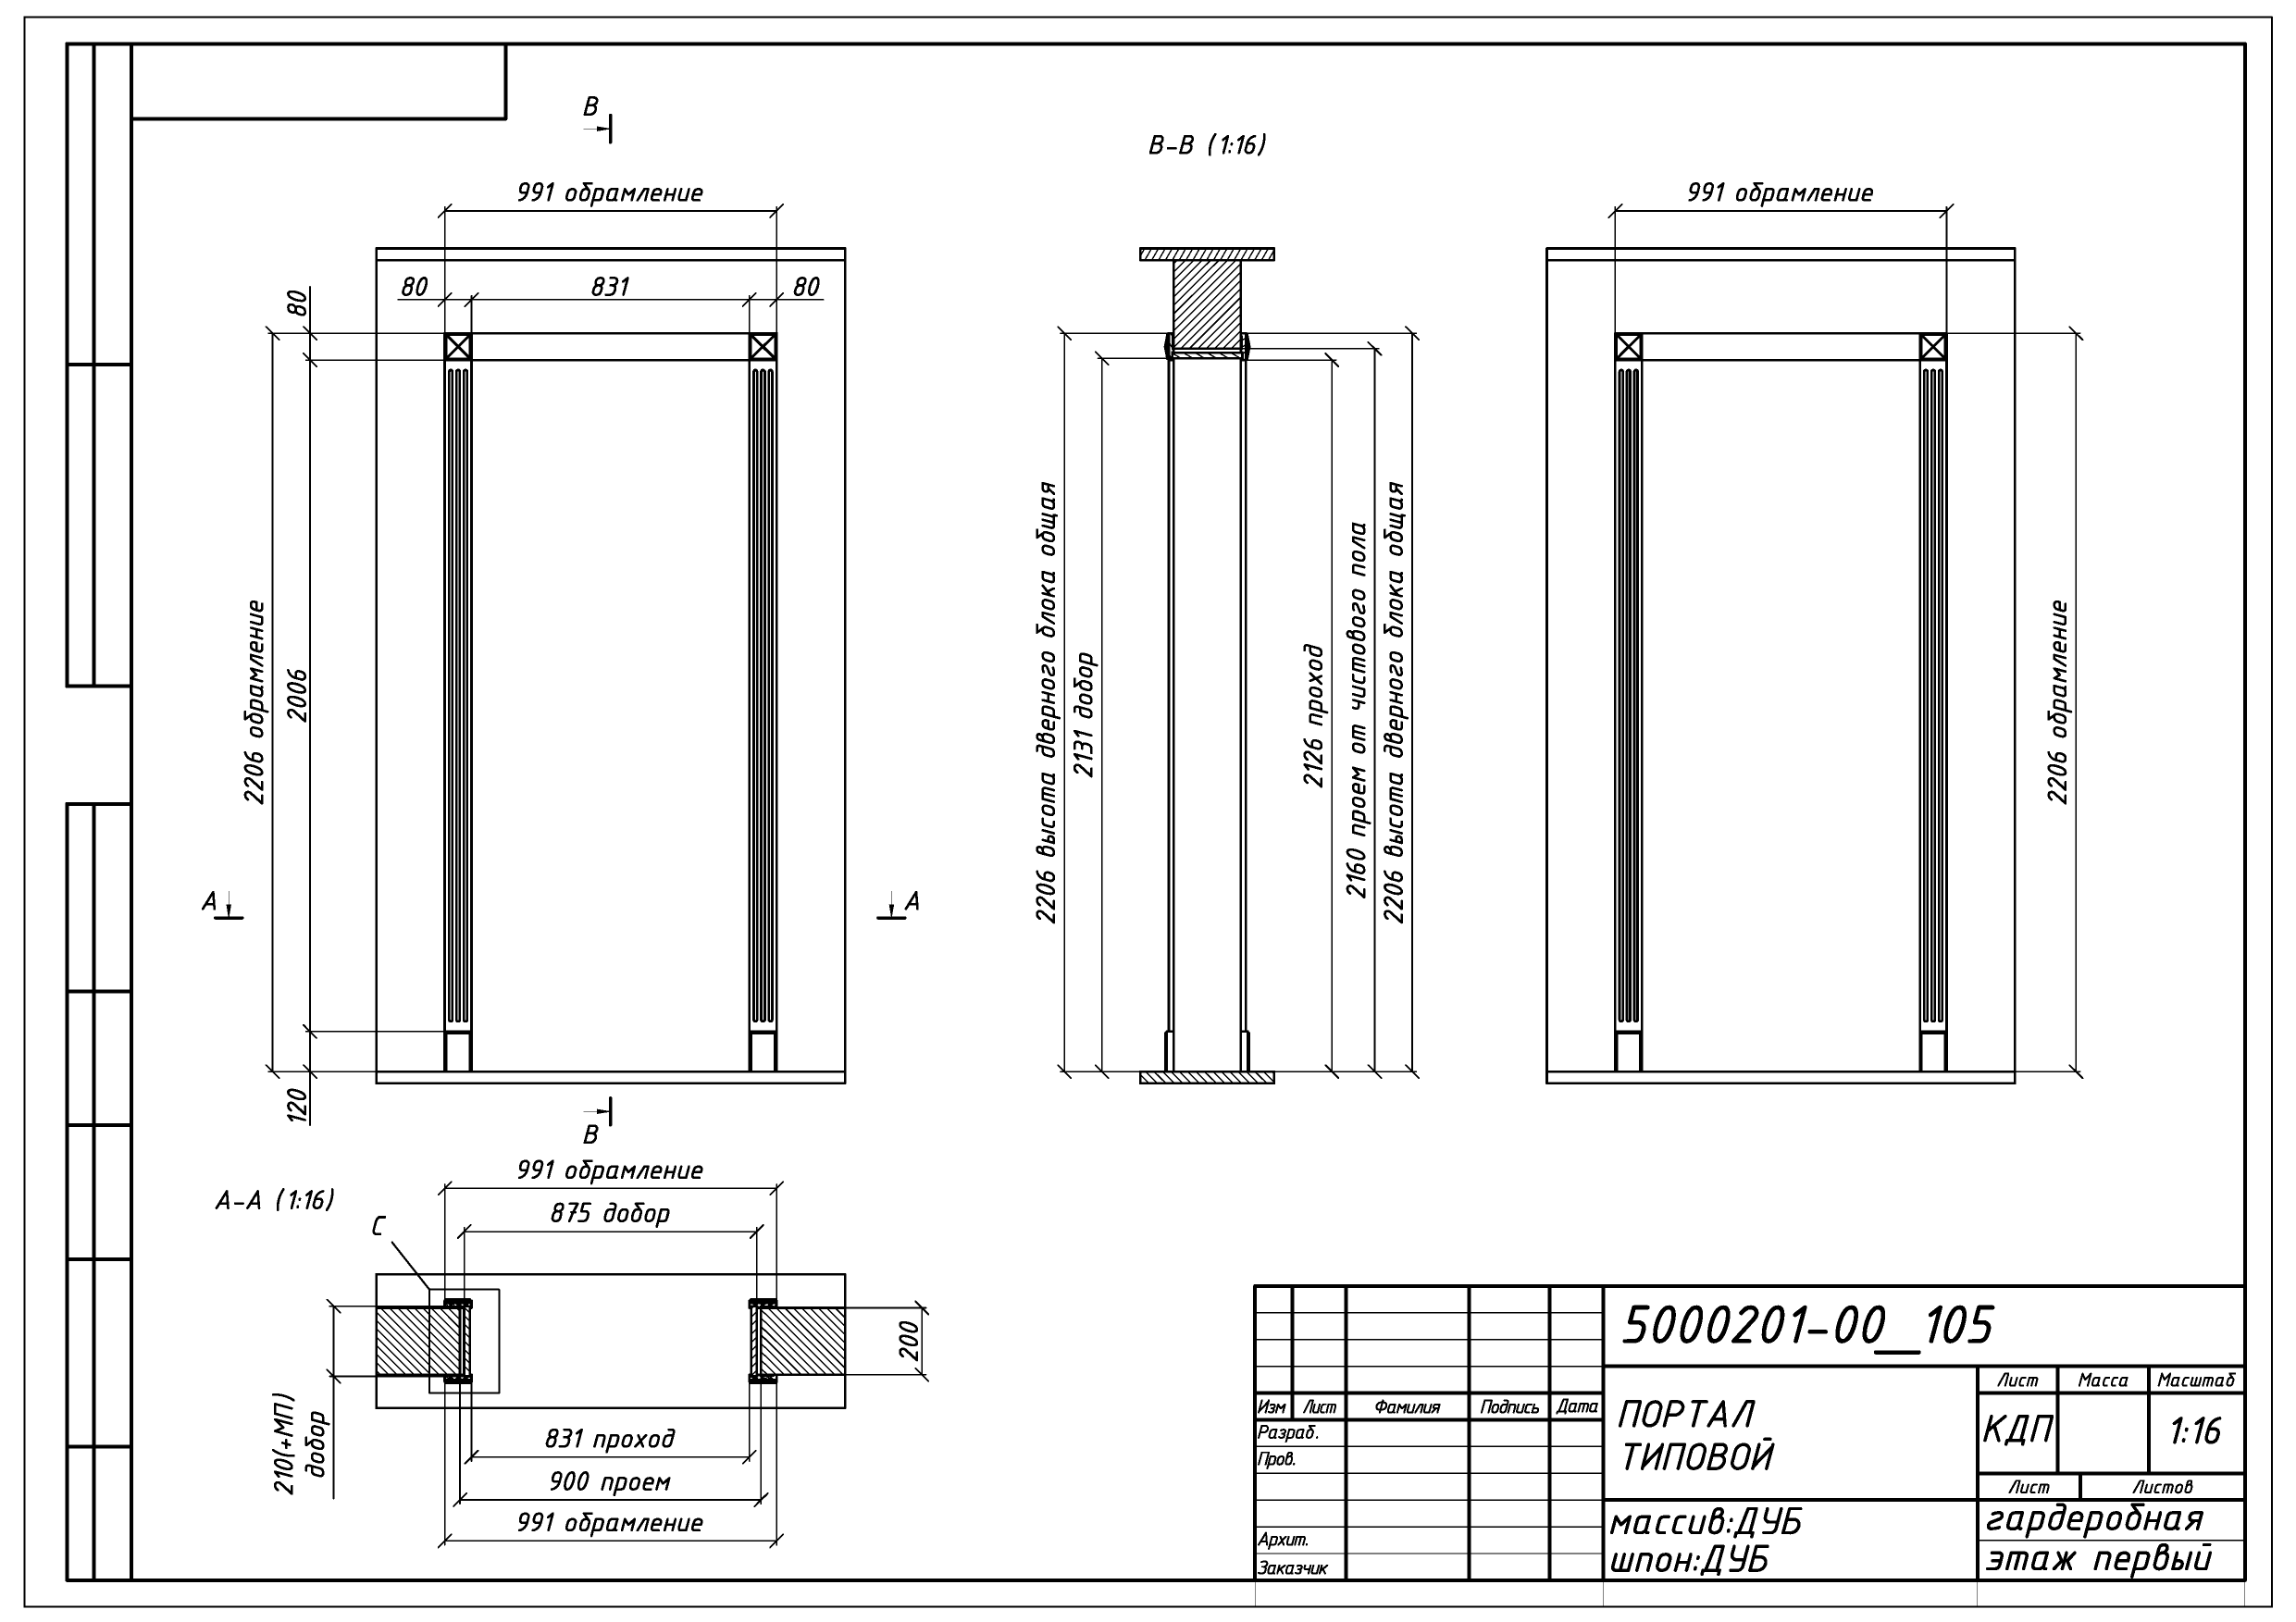 B
B-B (1:16)
991 обрамление
991 обрамление
80
831
80
80
2206 обрамление
2006
120
2206 высота дверного блока общая
2131 добор
2126 проход
2160 проем от чистового пола
2206 высота дверного блока общая
2206 обрамление
A
A
B
991 обрамление
A-A (1:16)
875 добор
C
200
210(+МП)
добор
831 проход
900 проем
991 обрамление
5000201-00__105
Лист Масса Масштаб
Изм Лист Фамилия Подпись Дата
ПОРТАЛ
ТИПОВОЙ
КДП 1:16
Разраб.
Пров.
Лист Листов
массив:ДУБ
шпон:ДУБ
гардеробная
этаж первый
Архит.
Заказчик